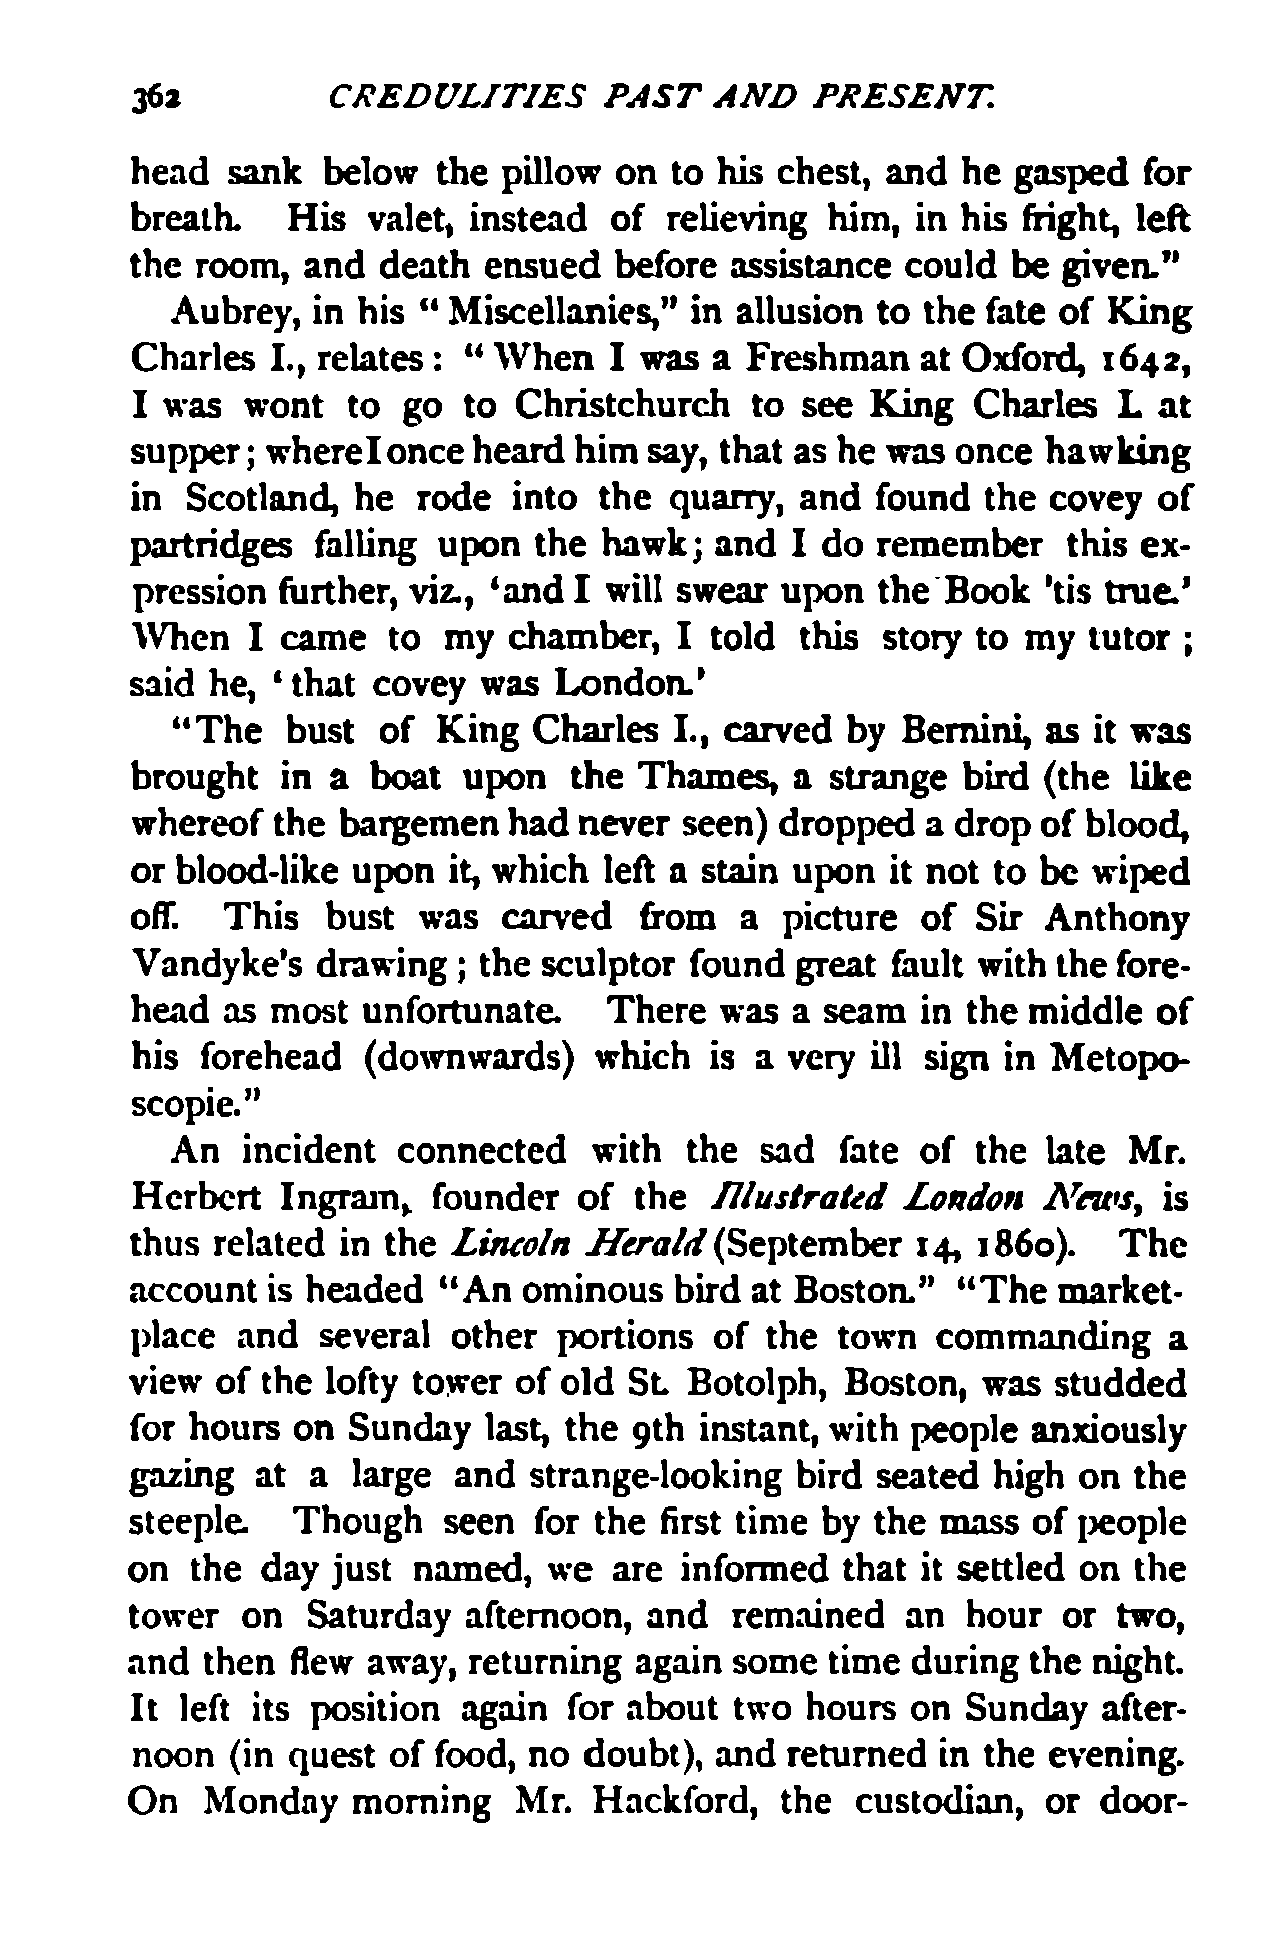 362 CREDULITIES PAST AND PRESENT.
head sank below the pillow on to his chest, and he gasped for
breath. His valet, instead of relieving him, in his fright, left
the room, and death ensued before assistance could be given."
Aubrey, in his "Miscellanies," in allusion to the fate of King
Charles I., relates: "When I was a Freshman at Oxford, 1642,
I was wont to go to Christchurch to see King Charles I. at
supper; where I once heard him say, that as he was once hawking
in Scotland, he rode into the quarry, and found the covey of
partridges falling upon the hawk; and I do remember this ex-
pression further, viz., 'and I will swear upon the Book 'tis true.'
When I came to my chamber, I told this story to my tutor;
said he, 'that covey was London.'
"The bust of King Charles I., carved by Bernini, as it was
brought in a boat upon the Thames, a strange bird (the like
whereof the bargemen had never seen) dropped a drop of blood,
or blood-like upon it, which left a stain upon it not to be wiped
off. This bust was carved from a picture of Sir Anthony
Vandyke's drawing; the sculptor found great fault with the fore-
head as most unfortunate. There was a seam in the middle of
his forehead (downwards) which is a very ill sign in Metopo-
scopie."
An incident connected with the sad fate of the late Mr.
Herbert Ingram, founder of the Illustrated London News, is
thus related in the Lincoln Herald (September 14, 1860). The
account is headed "An ominous bird at Boston." "The market-
place and several other portions of the town commanding a
view of the lofty tower of old St. Botolph, Boston, was studded
for hours on Sunday last, the 9th instant, with people anxiously
gazing at a large and strange-looking bird seated high on the
steeple. Though seen for the first time by the mass of people
on the day just named, we are informed that it settled on the
tower on Saturday afternoon, and remained an hour or two,
and then flew away, returning again some time during the night.
It left its position again for about two hours on Sunday after-
noon (in quest of food, no doubt), and returned in the evening.
On Monday morning Mr. Hackford, the custodian, or door-